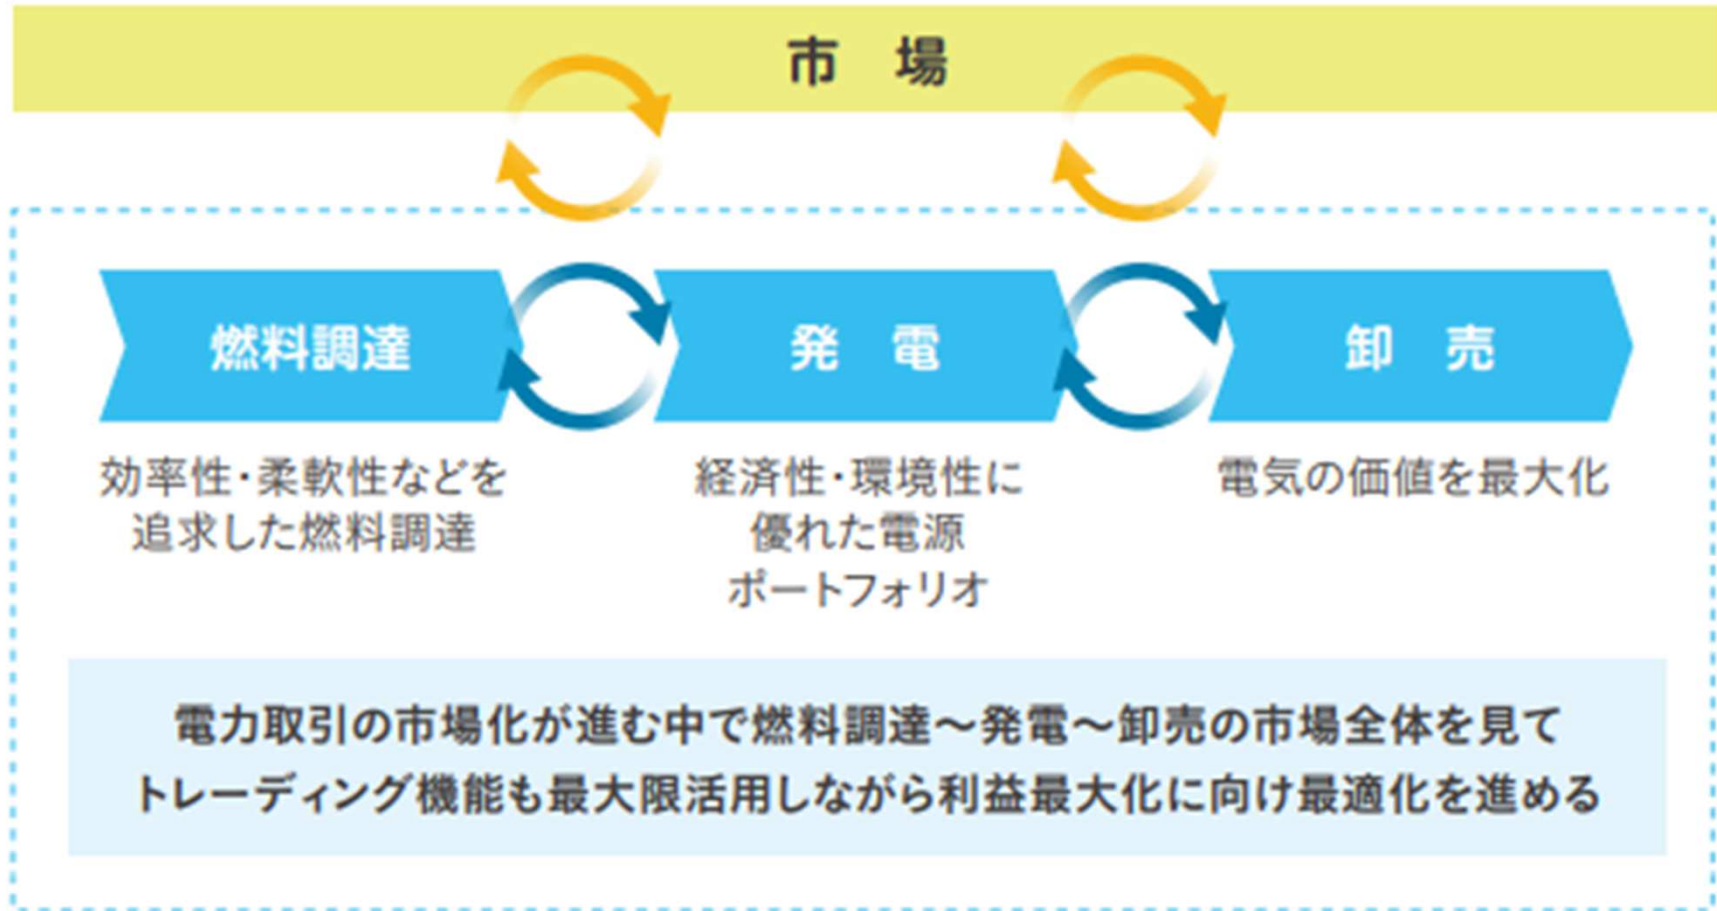 市　場
燃料調達
発　電
卸　売
効率性・柔軟性などを
追求した燃料調達
経済性・環境性に
優れた電源
ポートフォリオ
電気の価値を最大化
電力取引の市場化が進む中で燃料調達～発電～卸売の市場全体を見て
トレーディング機能も最大限活用しながら利益最大化に向け最適化を進める